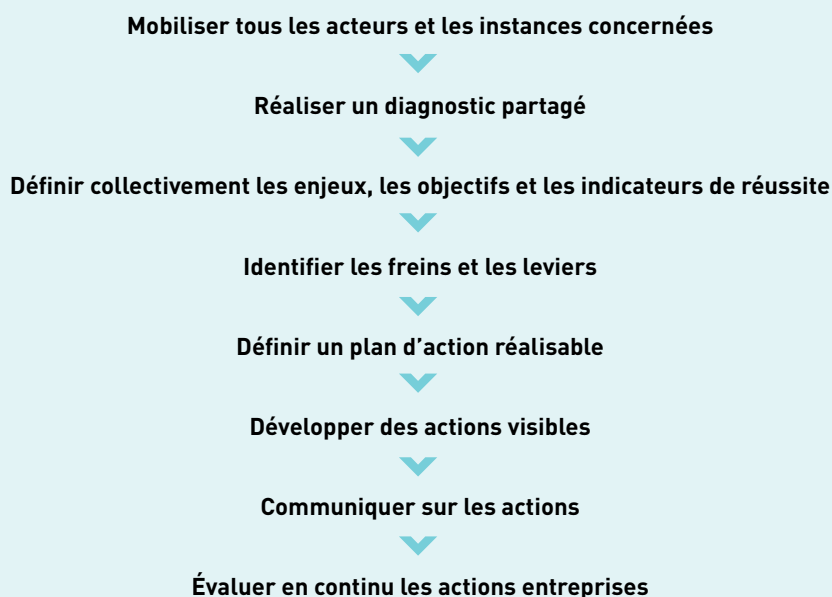 Mobiliser tous les acteurs et les instances concernées
Réaliser un diagnostic partagé
Définir collectivement les enjeux, les objectifs et les indicateurs de réussite
Identifier les freins et les leviers
Définir un plan d’action réalisable
Développer des actions visibles
Communiquer sur les actions
Évaluer en continu les actions entreprises